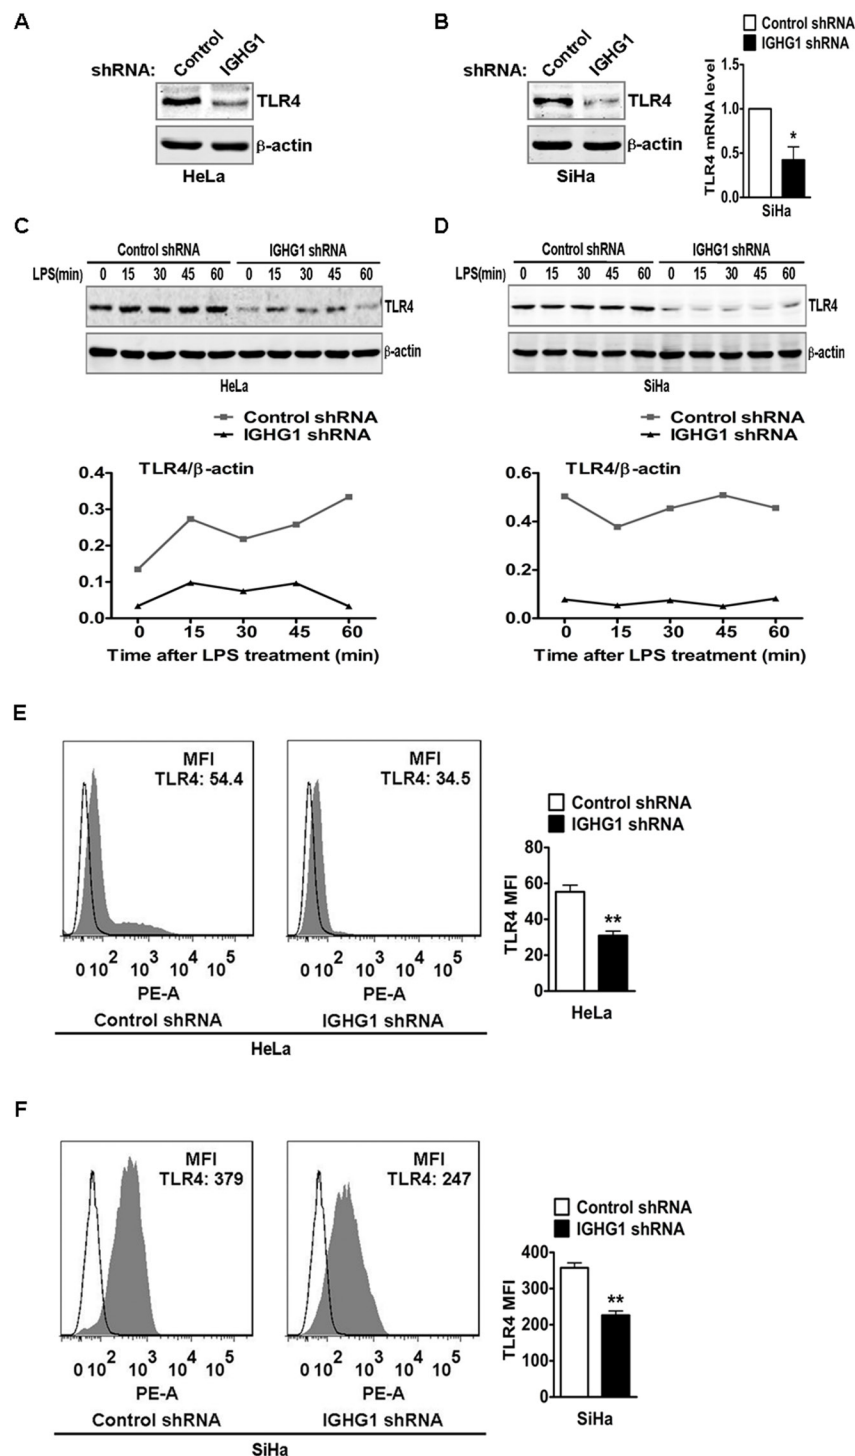 A
shRNA:
Control
IGHG1
TLR4
β-actin
HeLa
B
shRNA:
Control
IGHG1
TLR4
β-actin
SiHa
Control shRNA
IGHG1 shRNA
TLR4 mRNA level
1.5
1.0
0.5
0.0
*
SiHa
C
Control shRNA IGHG1 shRNA
LPS(min) 0 15 30 45 60 0 15 30 45 60
TLR4
β-actin
HeLa
Control shRNA
IGHG1 shRNA
TLR4/β-actin
0.4
0.3
0.2
0.1
0.0
0 15 30 45 60
Time after LPS treatment (min)
D
Control shRNA IGHG1 shRNA
LPS(min) 0 15 30 45 60 0 15 30 45 60
TLR4
β-actin
SiHa
Control shRNA
IGHG1 shRNA
TLR4/β-actin
0.6
0.4
0.2
0.0
0 15 30 45 60
Time after LPS treatment (min)
E
MFI
TLR4: 54.4
0 10² 10³ 10⁴ 10⁵
PE-A
Control shRNA
MFI
TLR4: 34.5
0 10² 10³ 10⁴ 10⁵
PE-A
IGHG1 shRNA
HeLa
Control shRNA
IGHG1 shRNA
TLR4 MFI
80
60
40
20
0
**
HeLa
F
MFI
TLR4: 379
0 10² 10³ 10⁴ 10⁵
PE-A
Control shRNA
MFI
TLR4: 247
0 10² 10³ 10⁴ 10⁵
PE-A
IGHG1 shRNA
SiHa
Control shRNA
IGHG1 shRNA
TLR4 MFI
400
300
200
100
0
**
SiHa